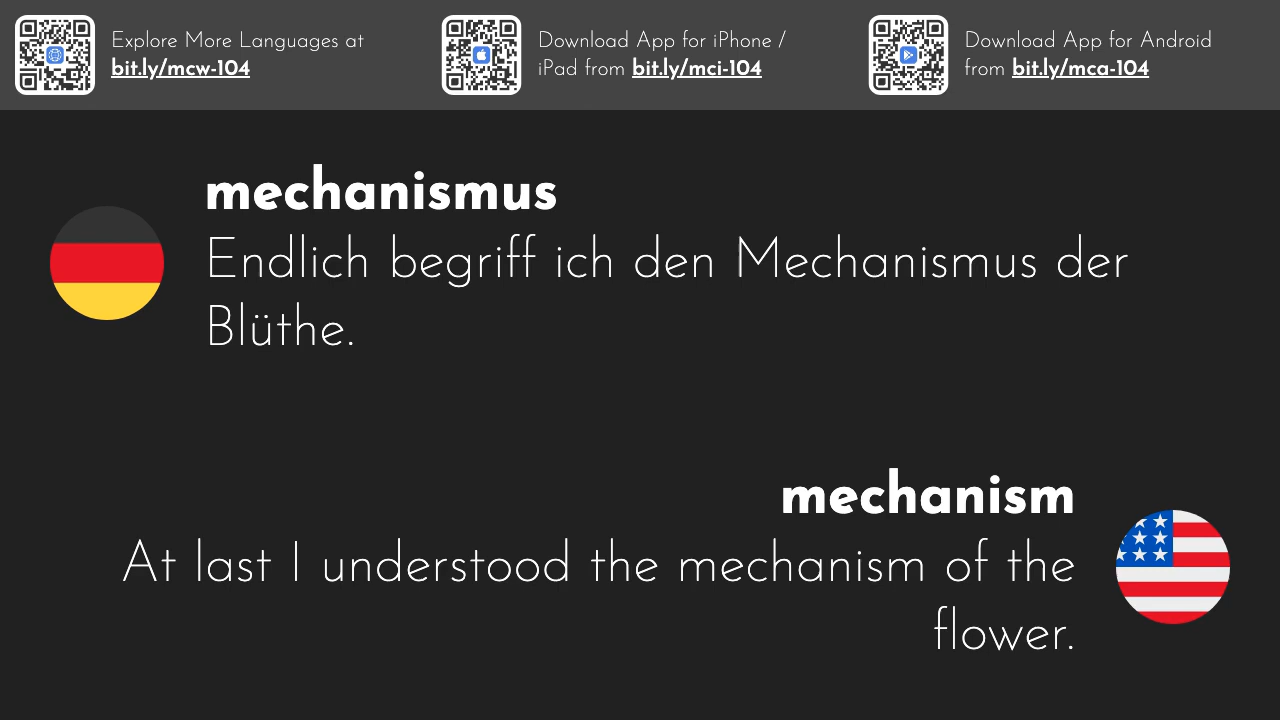 Explore More Languages at
bit.ly/mcw-104
Download App for iPhone /
iPad from bit.ly/mci-104
Download App for Android
from bit.ly/mca-104
mechanismus
Endlich begriff ich den Mechanismus der
Blüthe.
mechanism
At last I understood the mechanism of the
flower.